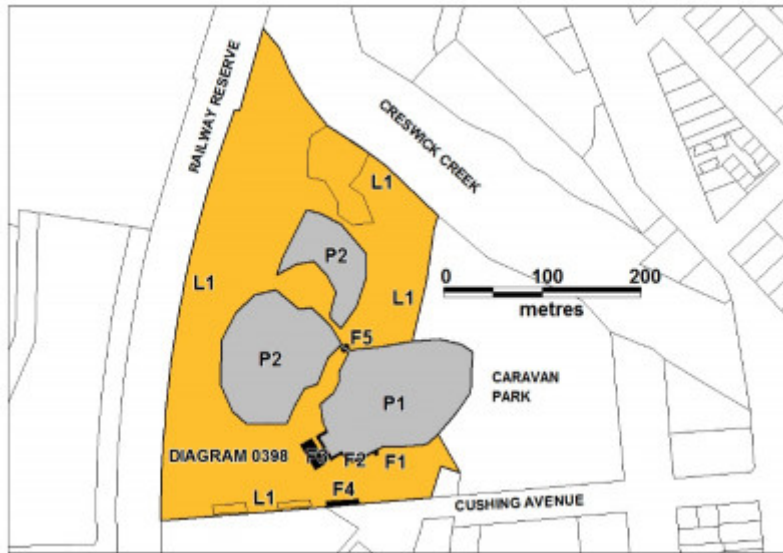 RAILWAY RESERVE
CRESWICK CREEK
L1
P2
L1
L1
0 100 200
metres
F5
P2
P1
CARAVAN
PARK
DIAGRAM 0398
F3
F2
F1
L1
F4
CUSHING AVENUE